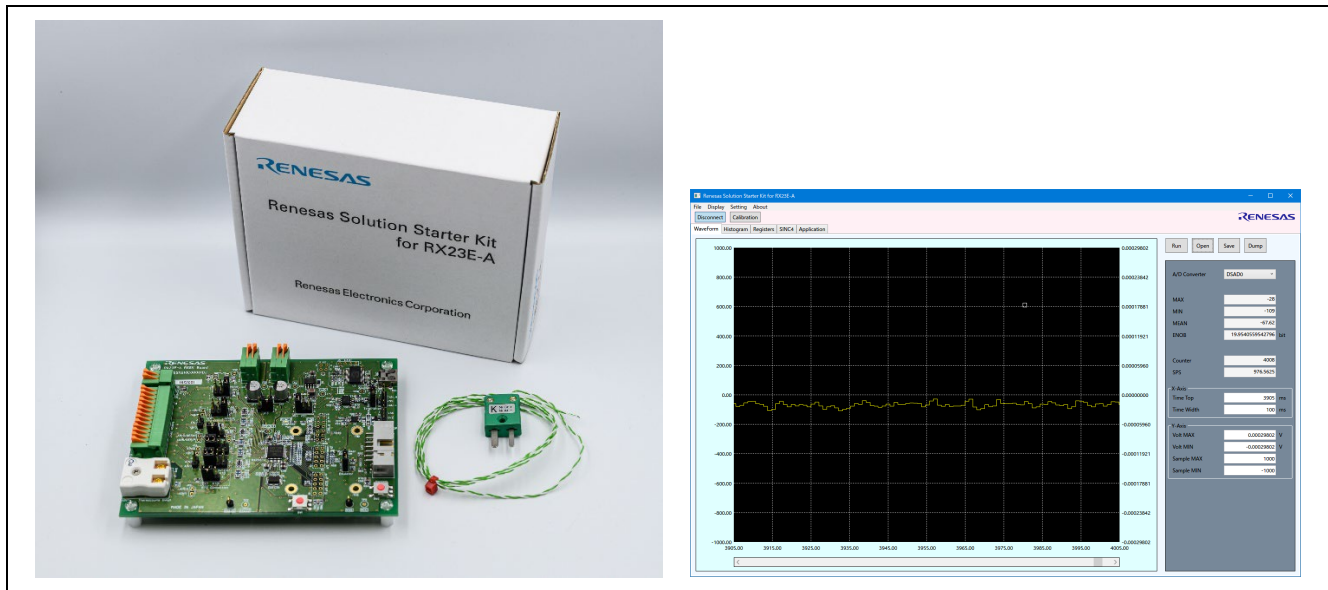 RENESAS
Renesas Solution Starter Kit
for RX23E-A
Renesas Electronics Corporation
RENESAS
K
MADE IN JAPAN
Renesas Solution Starter Kit for RX23E-A
File Display Setting About
Disconnect Calibration
RENESAS
Waveform Histogram Registers SINC4 Application
Run Open Save Dump
A/D Converter DSAD0
MAX -28
MIN -109
MEAN -67.62
ENOB 19.9540559542796 bit
Counter 4008
SPS 976.5625
X-Axis
Time Top 3905 ms
Time Width 100 ms
Y-Axis
Volt MAX 0.00029802 V
Volt MIN -0.00029802 V
Sample MAX 1000
Sample MIN -1000
1000.00 0.00029802
800.00 0.00023842
600.00 0.00017881
400.00 0.00011921
200.00 0.00005960
0.00 0.00000000
-200.00 -0.00005960
-400.00 -0.00011921
-600.00 -0.00017881
-800.00 -0.00023842
-1000.00 -0.00029802
3905.00 3915.00 3925.00 3935.00 3945.00 3955.00 3965.00 3975.00 3985.00 3995.00 4005.00